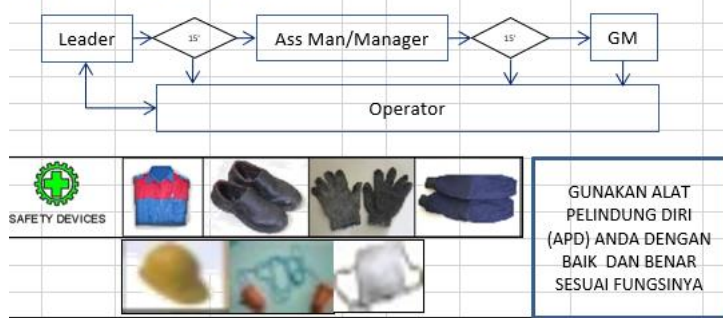 Leader
15'
Ass Man/Manager
15'
GM
Operator
SAFETY DEVICES
GUNAKAN ALAT
PELINDUNG DIRI
(APD) ANDA DENGAN
BAIK DAN BENAR
SESUAI FUNGSINYA